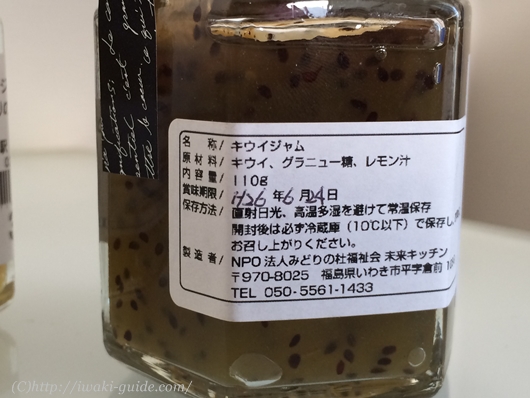 名　称/ キウイジャム
原材料/ キウイ、グラニュー糖、レモン汁
内容量/ 110g
賞味期限/ H26 年6月24日
保存方法/ 直射日光、高温多湿を避けて常温保存
開封後は必ず冷蔵庫（10℃以下）で保存し、
お召し上がりください。
製造者/ NPO法人みどりの杜福祉会 未来キッチン
〒970-8025 福島県いわき市平字倉前
TEL 050-5561-1433
(C)http://iwaki-guide.com/